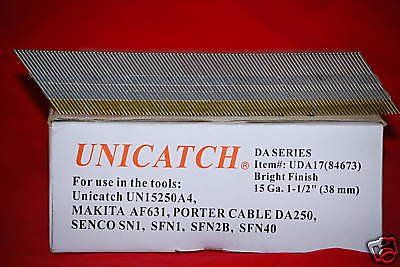 UNICATCH®
DA SERIES
Item#: UDA17(84673)
Bright Finish
15 Ga. 1-1/2" (38 mm)
For use in the tools:
Unicatch UN15250A4,
MAKITA AF631, PORTER CABLE DA250,
SENCO SN1, SFN1, SFN2B, SFN40